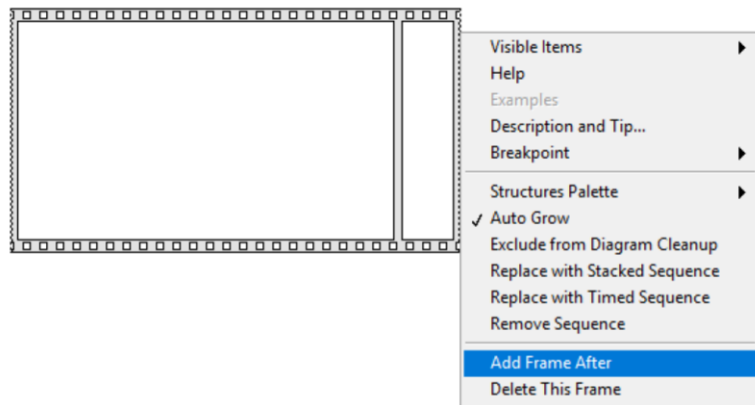 Visible Items
Help
Examples
Description and Tip...
Breakpoint
Structures Palette
Auto Grow
Exclude from Diagram Cleanup
Replace with Stacked Sequence
Replace with Timed Sequence
Remove Sequence
Add Frame After
Delete This Frame